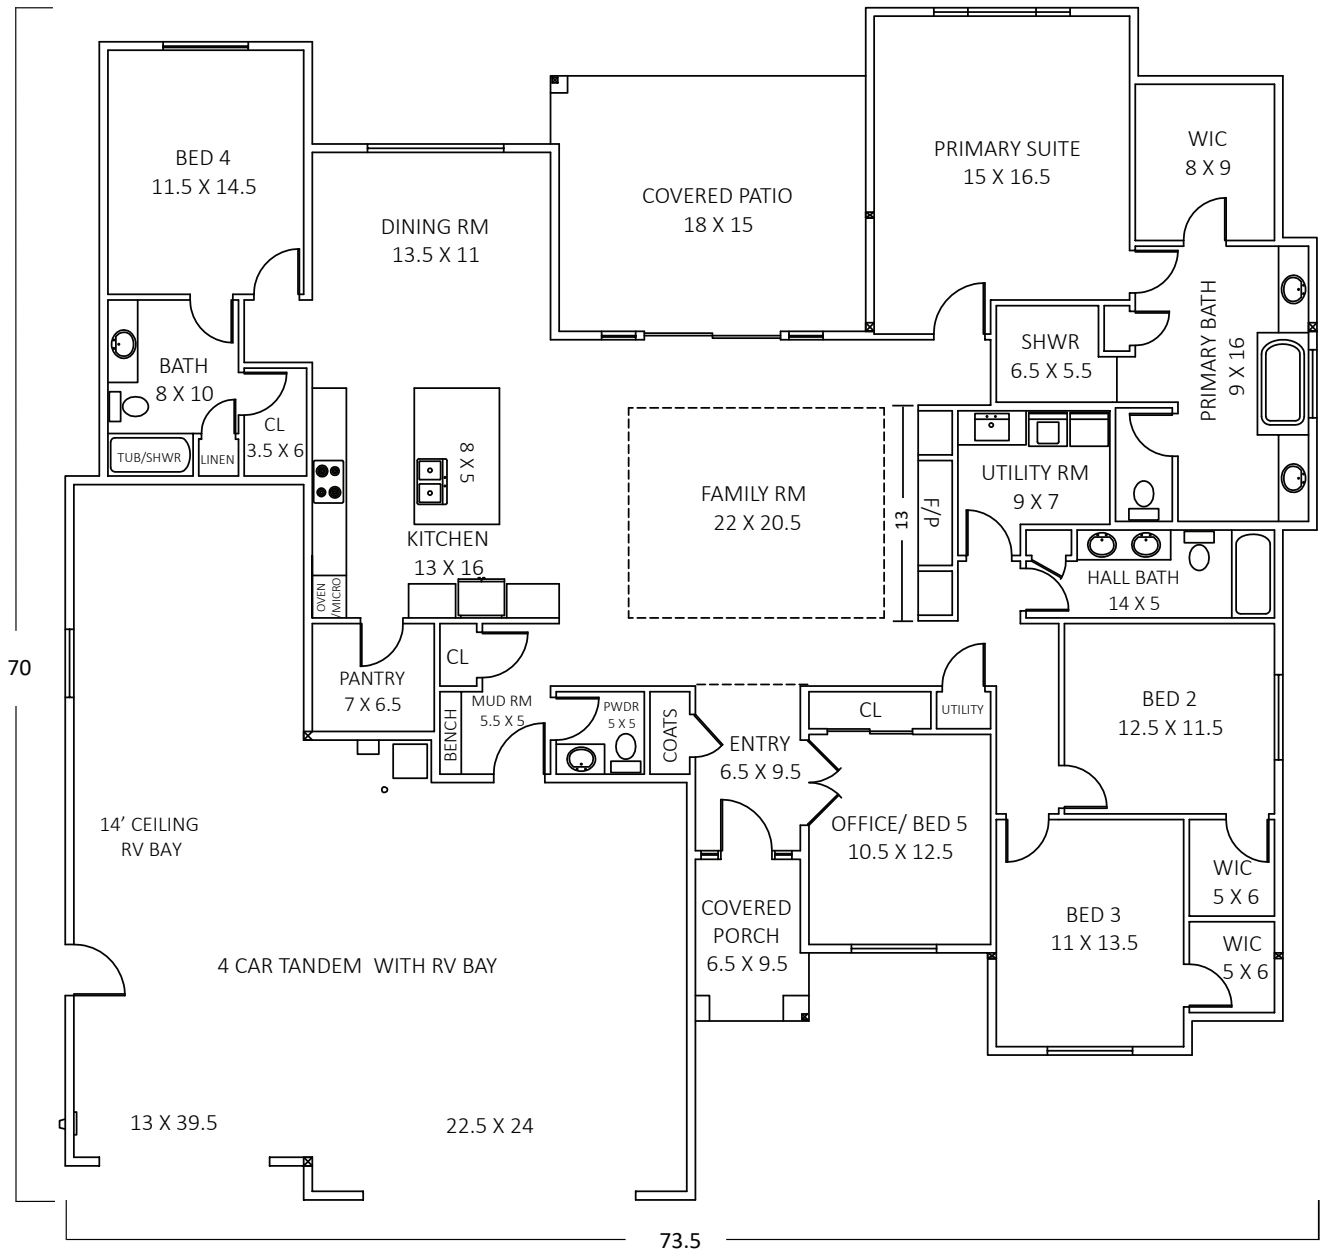 BED 4
11.5 X 14.5
DINING RM
13.5 X 11
COVERED PATIO
18 X 15
PRIMARY SUITE
15 X 16.5
WIC
8 X 9
BATH
8 X 10
CL
3.5 X 6
TUB/SHWR
LINEN
SHWR
6.5 X 5.5
PRIMARY BATH
9 X 16
8 X 5
KITCHEN
13 X 16
OVEN
/MICRO
FAMILY RM
22 X 20.5
13
F/P
UTILITY RM
9 X 7
HALL BATH
14 X 5
70
PANTRY
7 X 6.5
CL
BENCH
MUD RM
5.5 X 5
PWDR
5 X 5
COATS
ENTRY
6.5 X 9.5
CL
UTILITY
BED 2
12.5 X 11.5
14’ CEILING
RV BAY
OFFICE/ BED 5
10.5 X 12.5
WIC
5 X 6
COVERED
PORCH
6.5 X 9.5
BED 3
11 X 13.5
WIC
5 X 6
4 CAR TANDEM WITH RV BAY
13 X 39.5
22.5 X 24
73.5